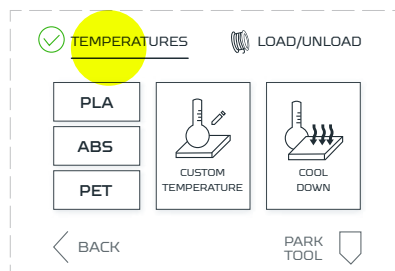 TEMPERATURES
LOAD/UNLOAD
PLA
ABS
PET
CUSTOM
TEMPERATURE
COOL
DOWN
BACK
PARK
TOOL